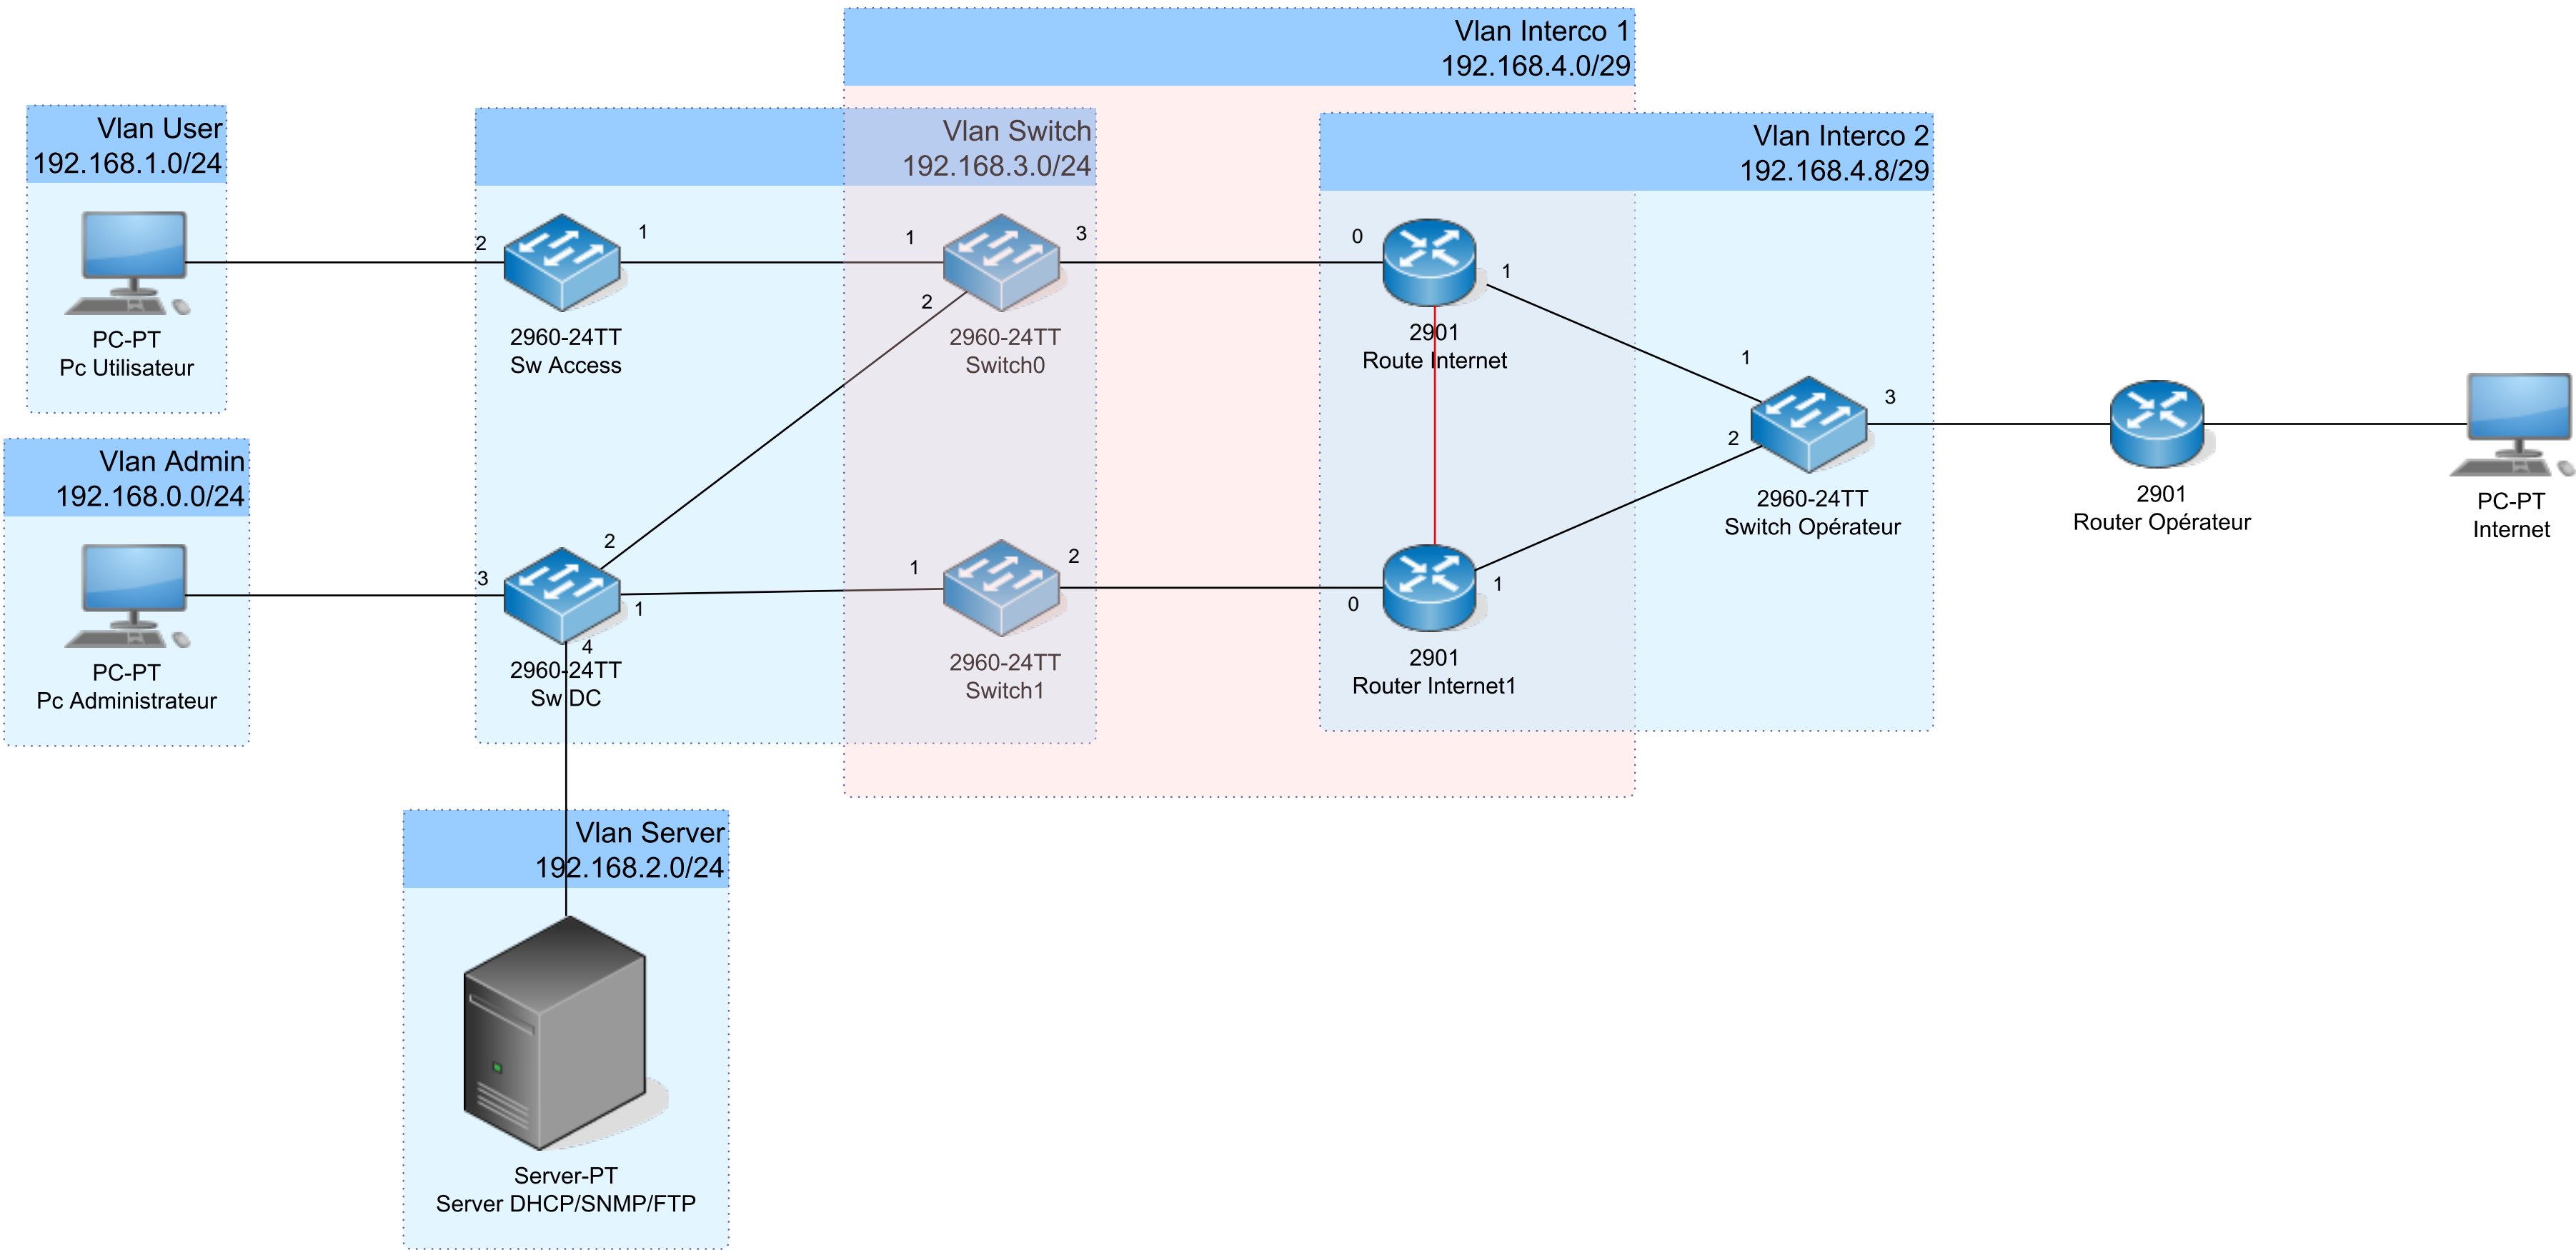 Vlan Interco 1
192.168.4.0/29
Vlan User
192.168.1.0/24
Vlan Switch
192.168.3.0/24
Vlan Interco 2
192.168.4.8/29
2
1
1
3
0
1
2
PC-PT
Pc Utilisateur
2960-24TT
Sw Access
2960-24TT
Switch0
2901
Route Internet
1
3
2
2960-24TT
Switch Opérateur
2901
Router Opérateur
PC-PT
Internet
Vlan Admin
192.168.0.0/24
3
2
1
4
1
2
0
1
PC-PT
Pc Administrateur
2960-24TT
Sw DC
2960-24TT
Switch1
2901
Router Internet1
Vlan Server
192.168.2.0/24
Server-PT
Server DHCP/SNMP/FTP